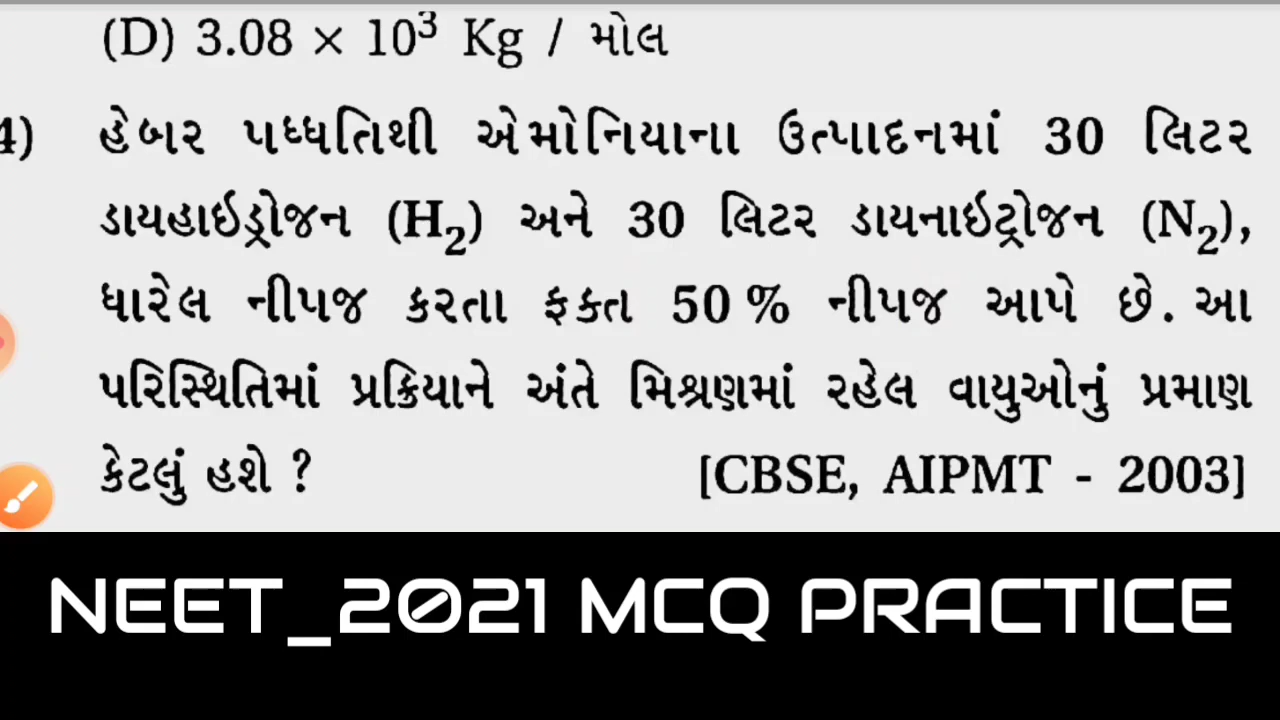 (D) 3.08 × 10³ Kg / મોલ
4) હેબર પધ્ધતિથી એમોનિયાના ઉત્પાદનમાં 30 લિટર
ડાયહાઇડ્રોજન (H₂) અને 30 લિટર ડાયનાઇટ્રોજન (N₂),
ધારેલ નીપજ કરતા ફક્ત 50 % નીપજ આપે છે. આ
પરિસ્થિતિમાં પ્રક્રિયાને અંતે મિશ્રણમાં રહેલ વાયુઓનું પ્રમાણ
કેટલું હશે ? [CBSE, AIPMT - 2003]
NEET_2021 MCQ PRACTICE